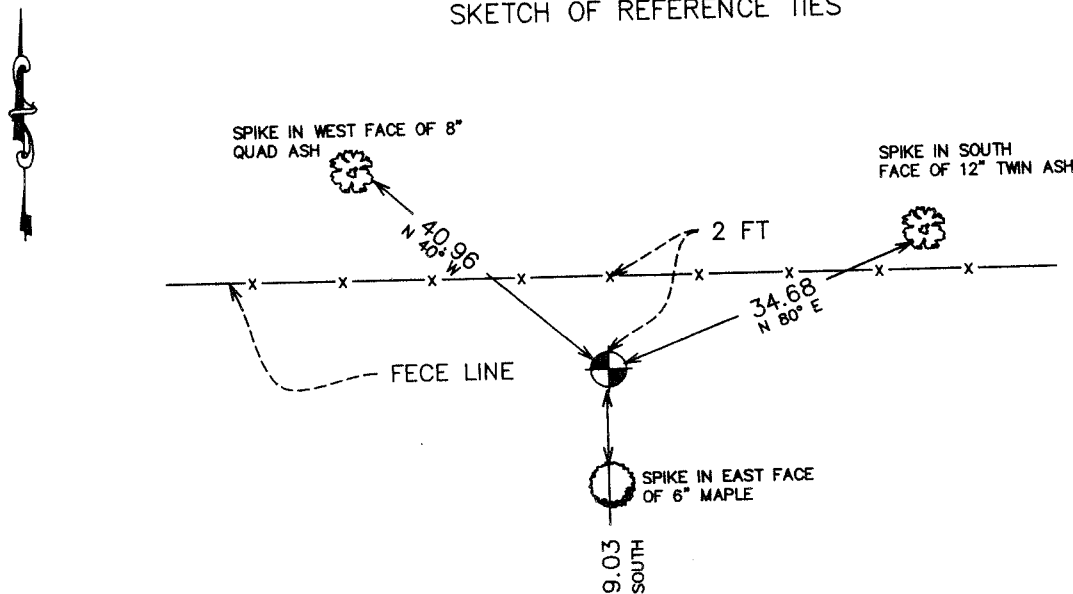 SKETCH OF REFERENCE TIES
SPIKE IN WEST FACE OF 8"
QUAD ASH
SPIKE IN SOUTH
FACE OF 12" TWIN ASH
40.96
N 40° W
2 FT
34.68
N 80° E
FECE LINE
SPIKE IN EAST FACE
OF 6" MAPLE
9.03
SOUTH